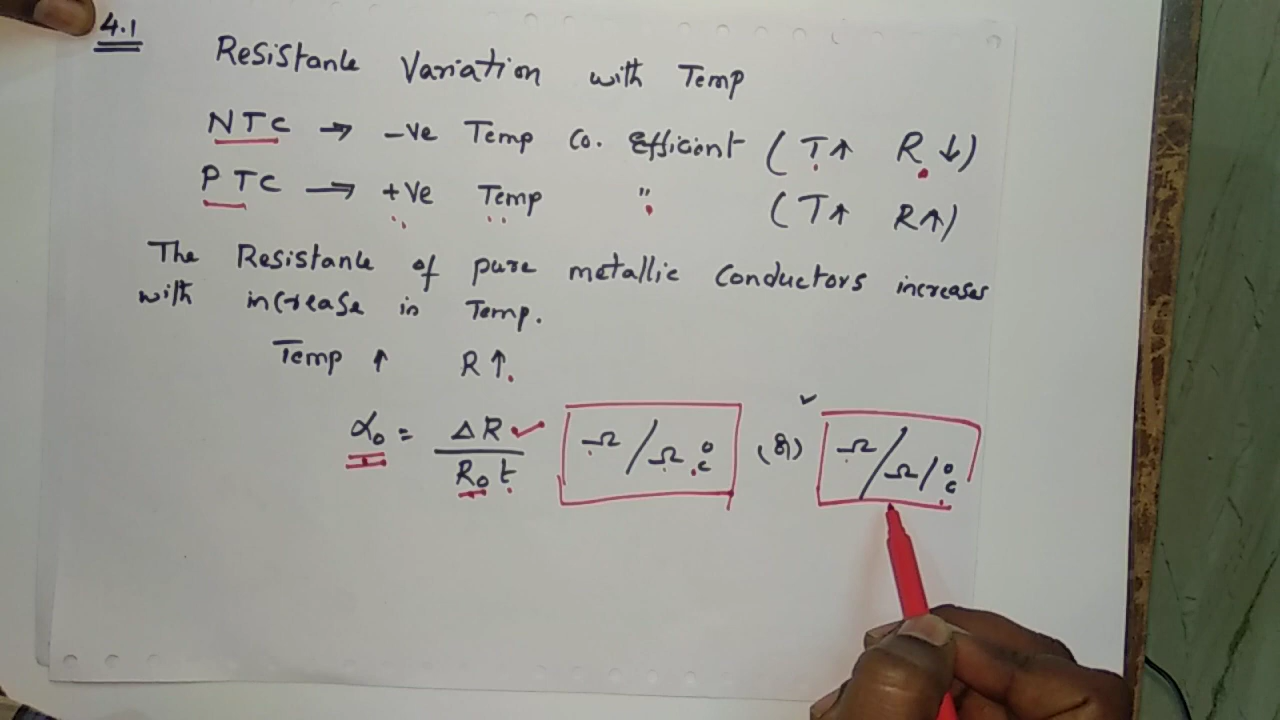 4.1
Resistance Variation with Temp
NTC → -ve Temp Co. Efficient (T↑ R↓)
PTC → +ve Temp " (T↑ R↑)
The Resistance of pure metallic conductors increases
with increase in Temp.
Temp ↑ R↑.
α₀ = ΔR / R₀t Ω/Ω °C (or) Ω/Ω/°C